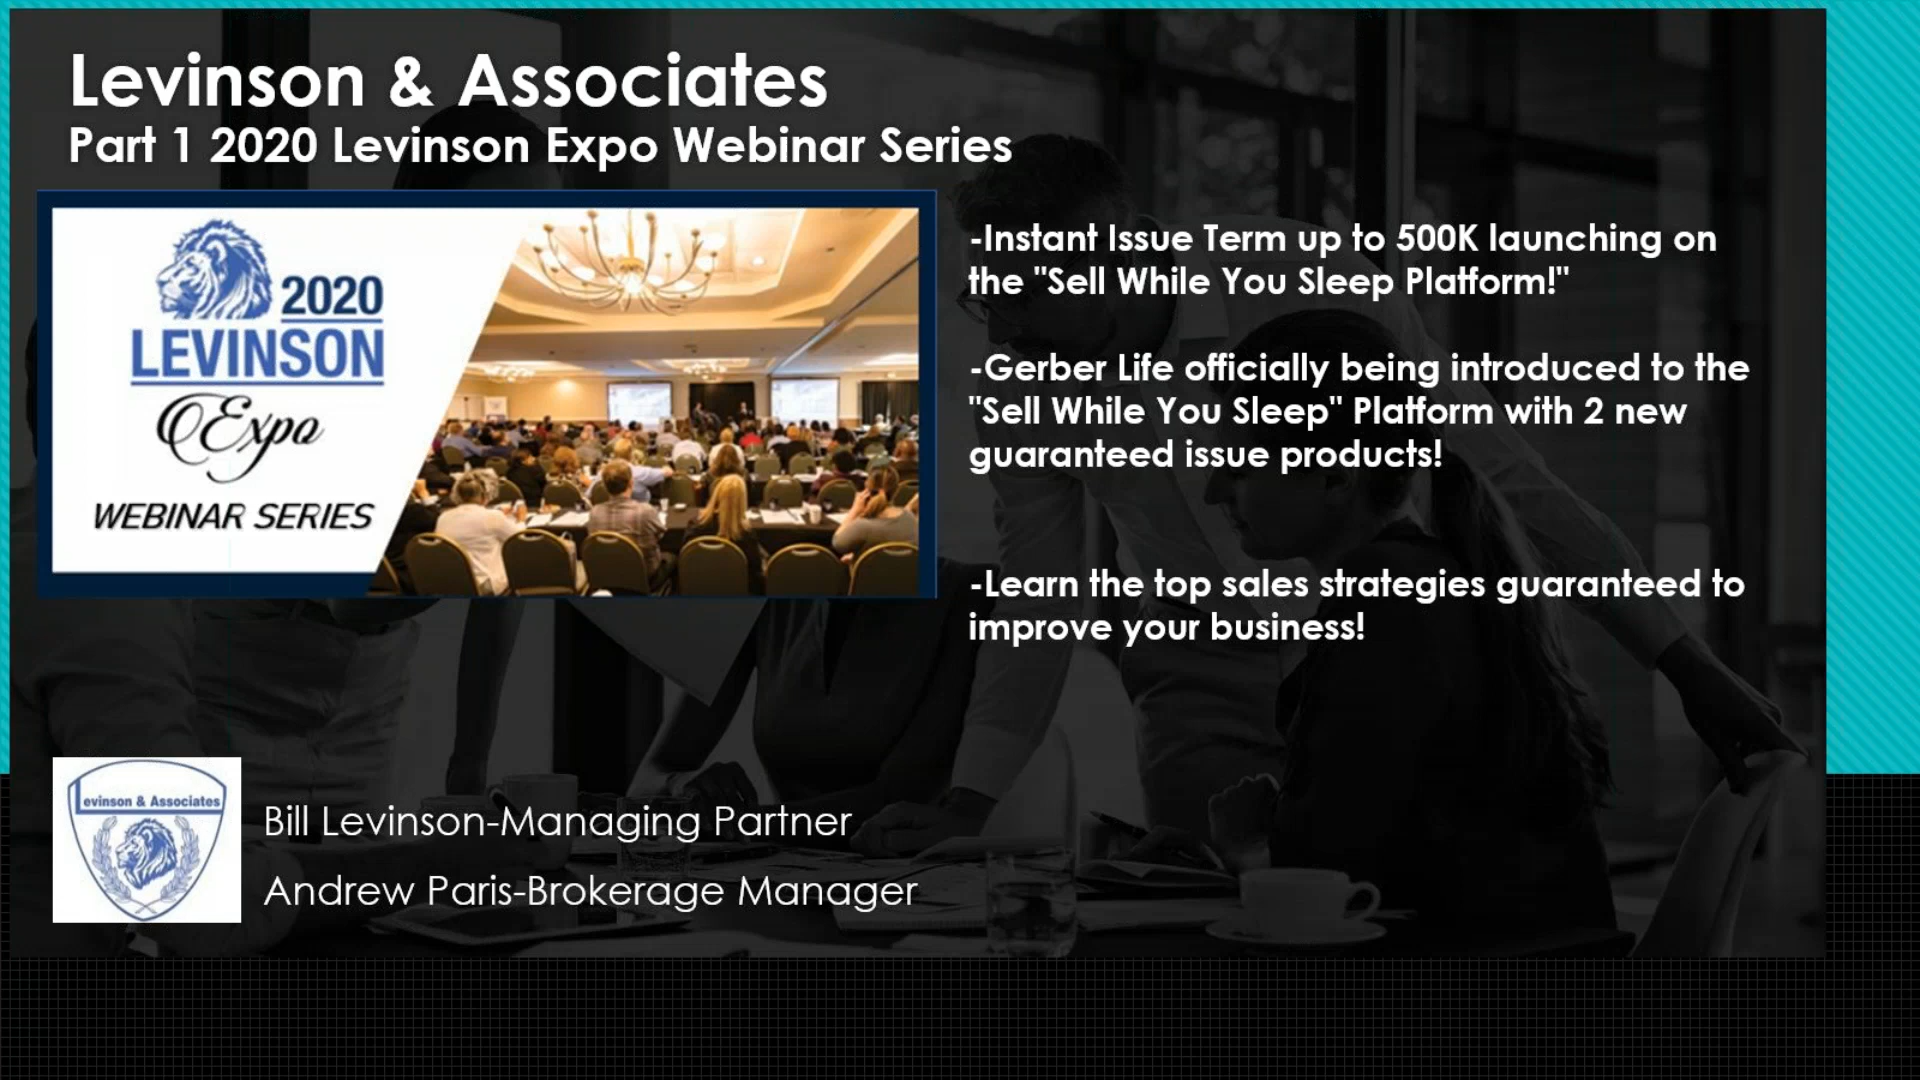 Levinson & Associates
Part 1 2020 Levinson Expo Webinar Series
2020
LEVINSON
Expo
WEBINAR SERIES
-Instant Issue Term up to 500K launching on
the "Sell While You Sleep Platform!"
-Gerber Life officially being introduced to the
"Sell While You Sleep" Platform with 2 new
guaranteed issue products!
-Learn the top sales strategies guaranteed to
improve your business!
Levinson & Associates
Bill Levinson-Managing Partner
Andrew Paris-Brokerage Manager